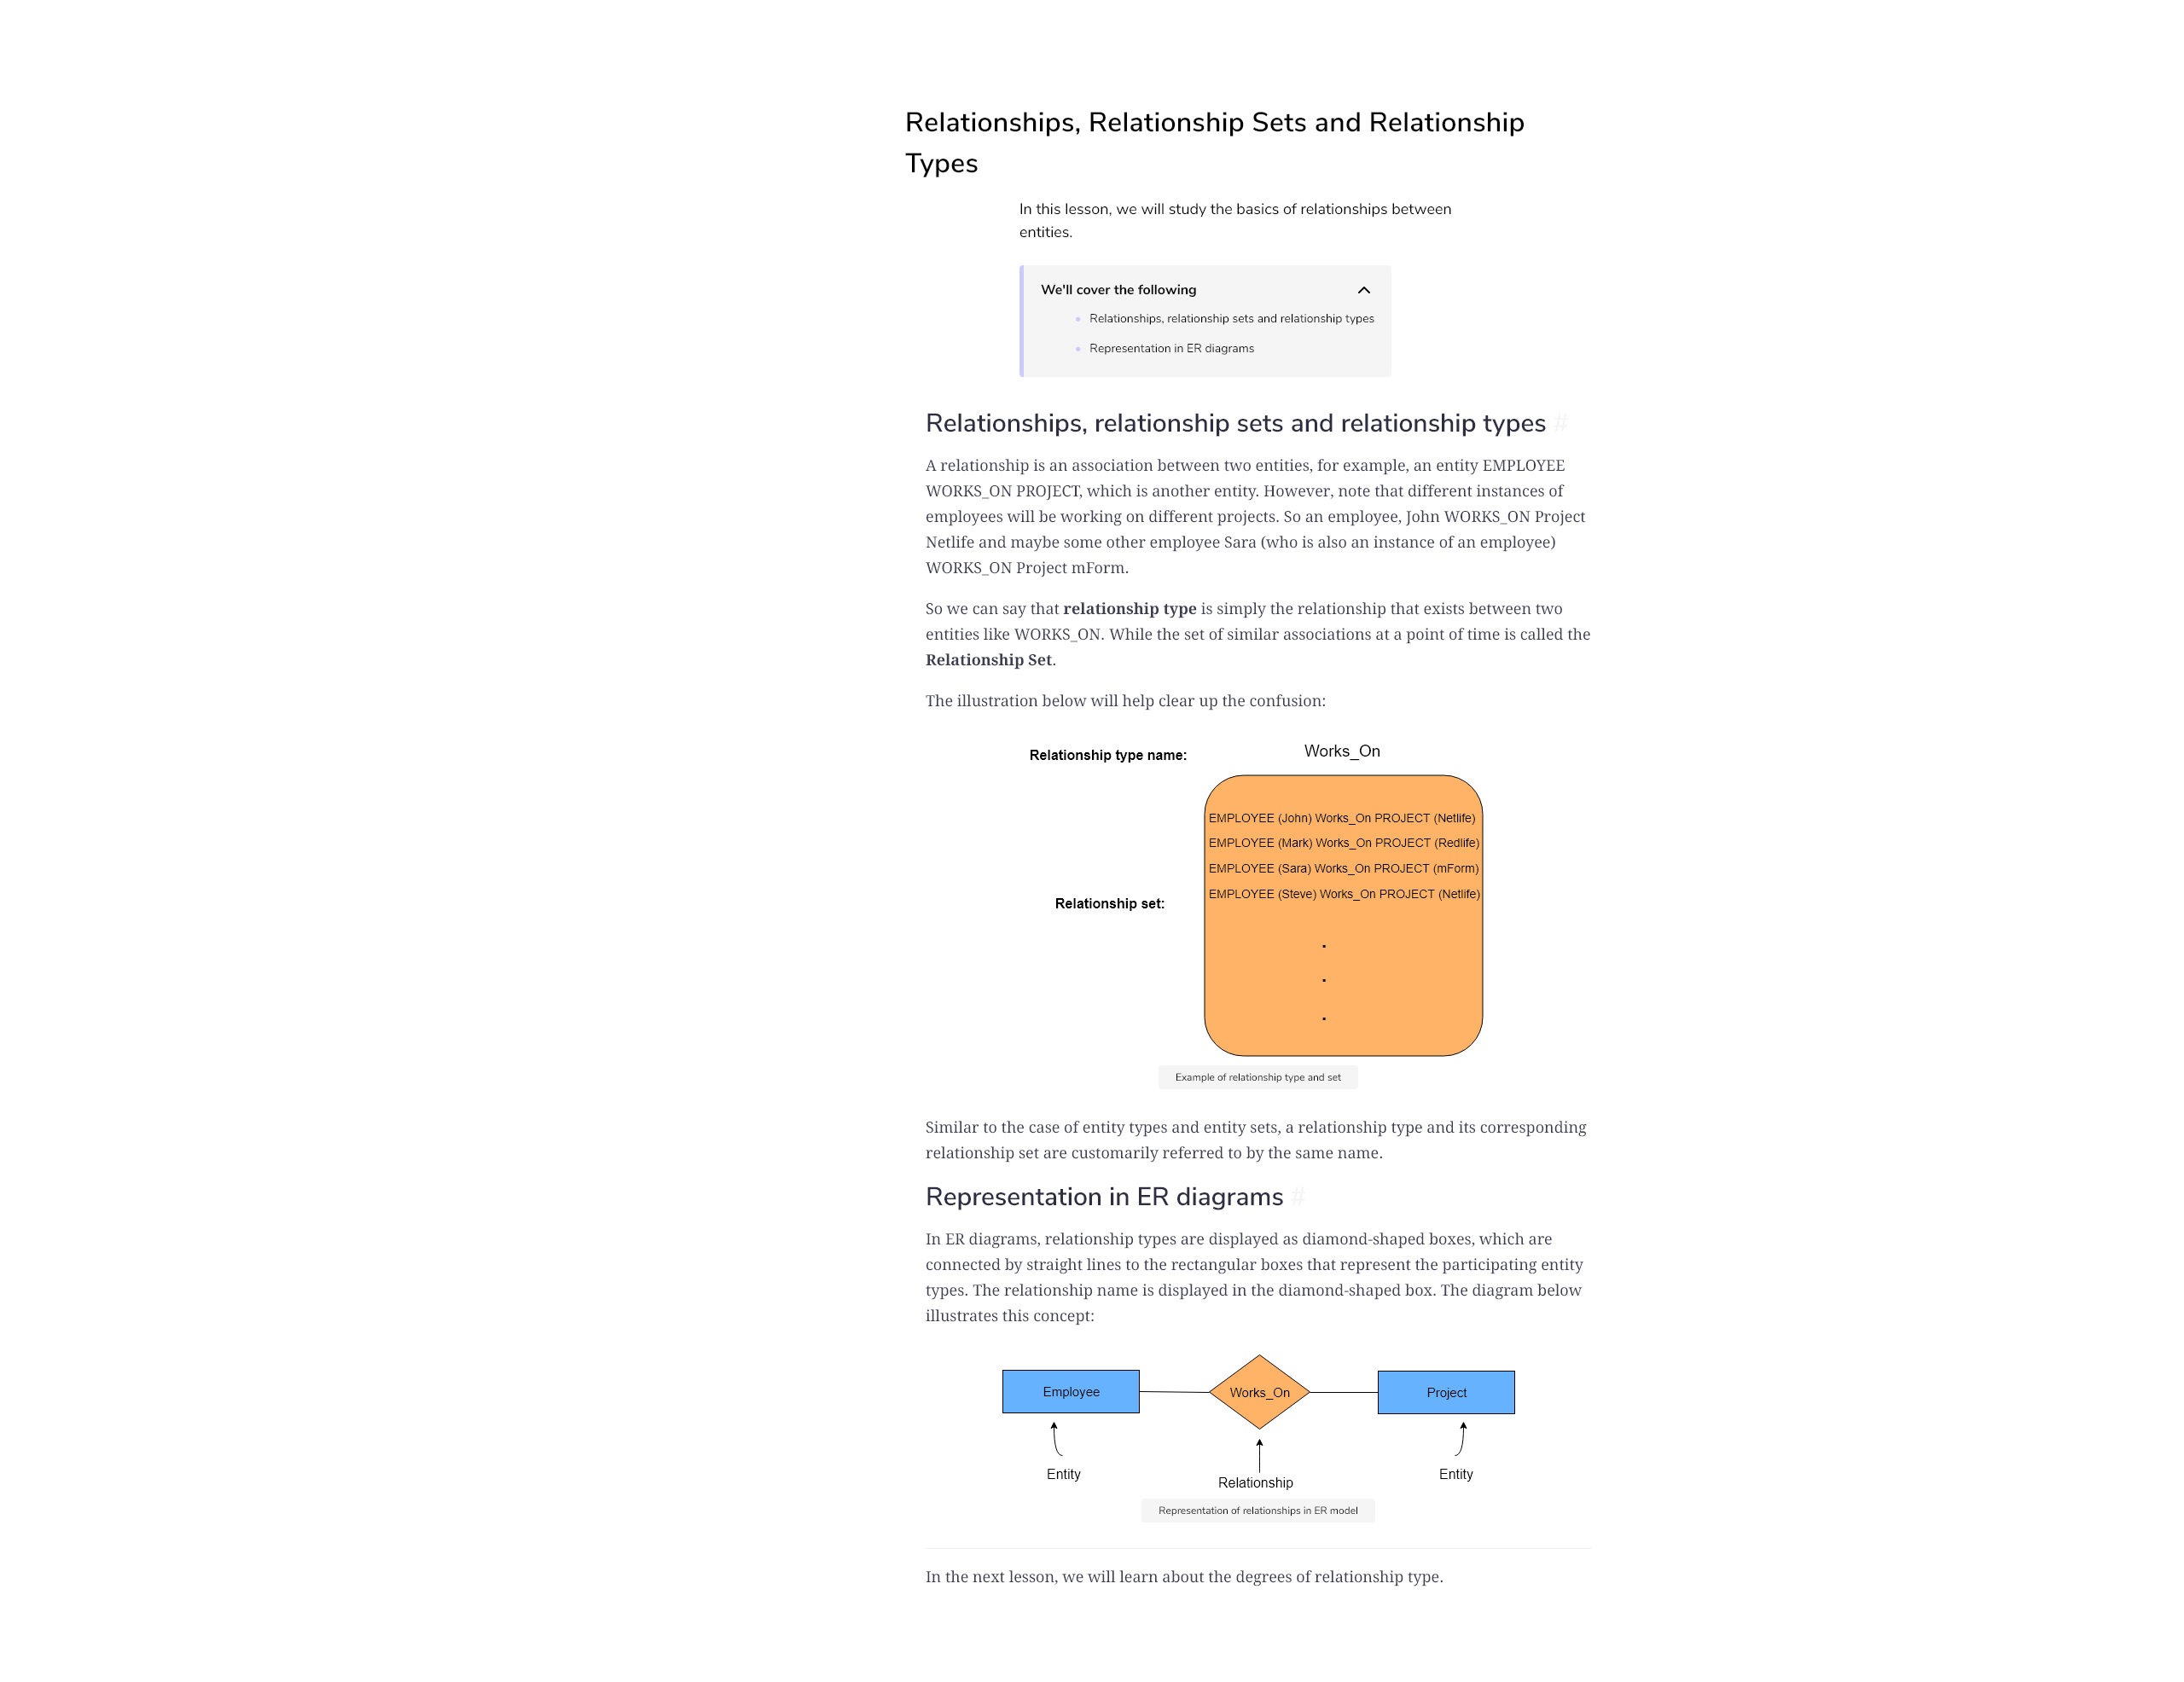 Relationships, Relationship Sets and Relationship
Types
In this lesson, we will study the basics of relationships between
entities.
We'll cover the following
Relationships, relationship sets and relationship types
Representation in ER diagrams
Relationships, relationship sets and relationship types #
A relationship is an association between two entities, for example, an entity EMPLOYEE
WORKS_ON PROJECT, which is another entity. However, note that different instances of
employees will be working on different projects. So an employee, John WORKS_ON Project
Netlife and maybe some other employee Sara (who is also an instance of an employee)
WORKS_ON Project mForm.
So we can say that relationship type is simply the relationship that exists between two
entities like WORKS_ON. While the set of similar associations at a point of time is called the
Relationship Set.
The illustration below will help clear up the confusion:
Relationship type name:
Works_On
Relationship set:
EMPLOYEE (John) Works_On PROJECT (Netlife)
EMPLOYEE (Mark) Works_On PROJECT (Redlife)
EMPLOYEE (Sara) Works_On PROJECT (mForm)
EMPLOYEE (Steve) Works_On PROJECT (Netlife)
.
.
.
Example of relationship type and set
Similar to the case of entity types and entity sets, a relationship type and its corresponding
relationship set are customarily referred to by the same name.
Representation in ER diagrams #
In ER diagrams, relationship types are displayed as diamond-shaped boxes, which are
connected by straight lines to the rectangular boxes that represent the participating entity
types. The relationship name is displayed in the diamond-shaped box. The diagram below
illustrates this concept:
Employee
Works_On
Project
Entity
Relationship
Entity
Representation of relationships in ER model
In the next lesson, we will learn about the degrees of relationship type.